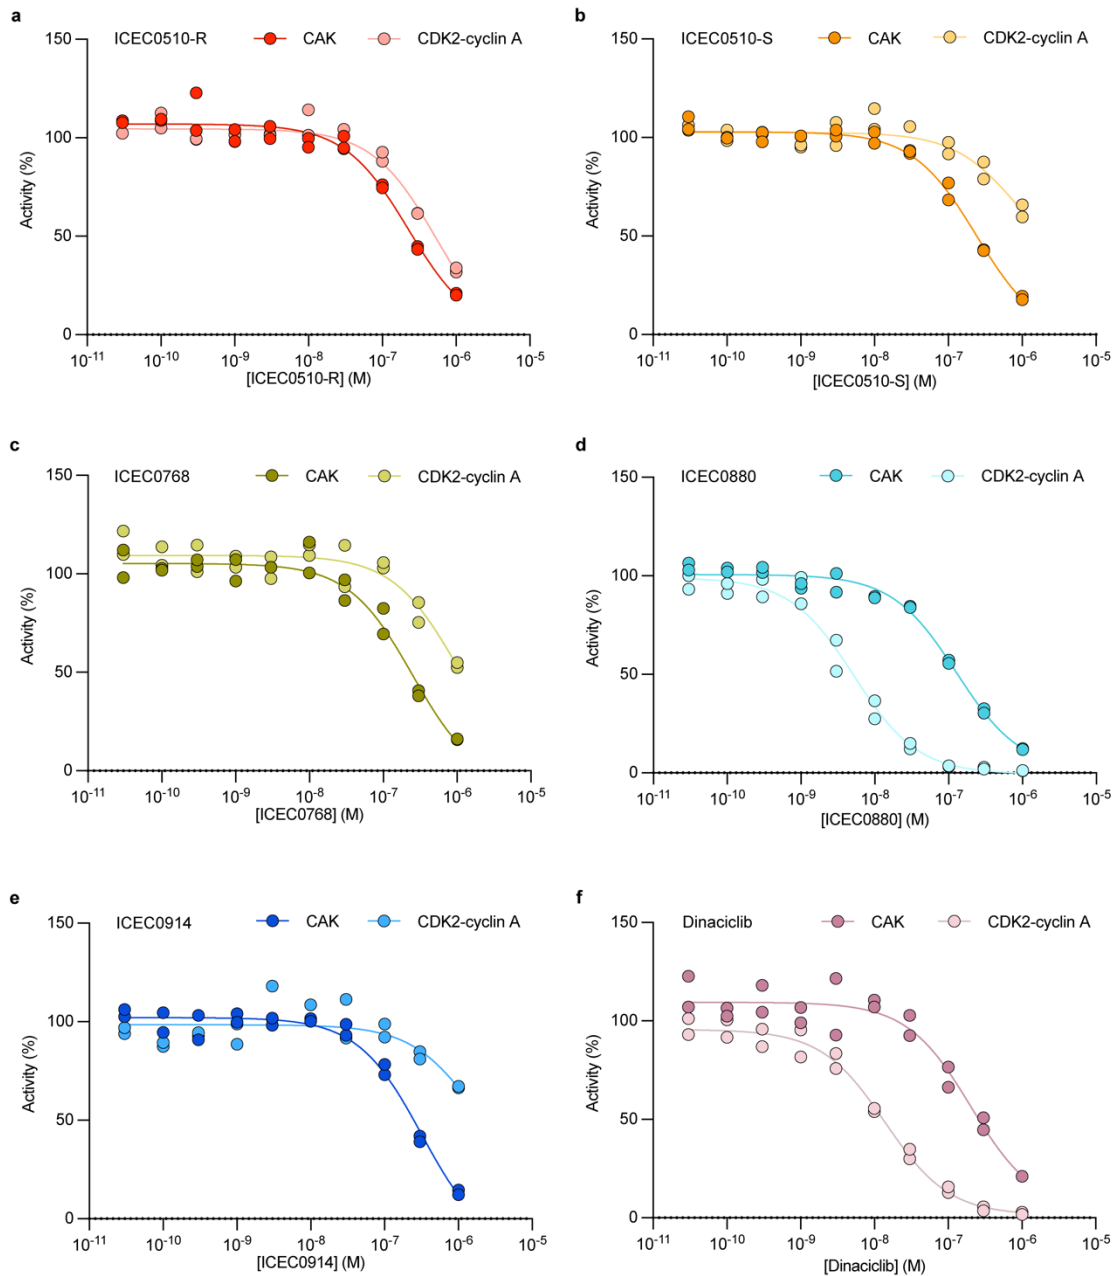 a
ICEC0510-R CAK CDK2-cyclin A
150
100
50
0
Activity (%)
10-11 10-10 10-9 10-8 10-7 10-6 10-5
[ICEC0510-R] (M)
b
ICEC0510-S CAK CDK2-cyclin A
150
100
50
0
Activity (%)
10-11 10-10 10-9 10-8 10-7 10-6 10-5
[ICEC0510-S] (M)
c
ICEC0768 CAK CDK2-cyclin A
150
100
50
0
Activity (%)
10-11 10-10 10-9 10-8 10-7 10-6 10-5
[ICEC0768] (M)
d
ICEC0880 CAK CDK2-cyclin A
150
100
50
0
Activity (%)
10-11 10-10 10-9 10-8 10-7 10-6 10-5
[ICEC0880] (M)
e
ICEC0914 CAK CDK2-cyclin A
150
100
50
0
Activity (%)
10-11 10-10 10-9 10-8 10-7 10-6 10-5
[ICEC0914] (M)
f
Dinaciclib CAK CDK2-cyclin A
150
100
50
0
Activity (%)
10-11 10-10 10-9 10-8 10-7 10-6 10-5
[Dinaciclib] (M)